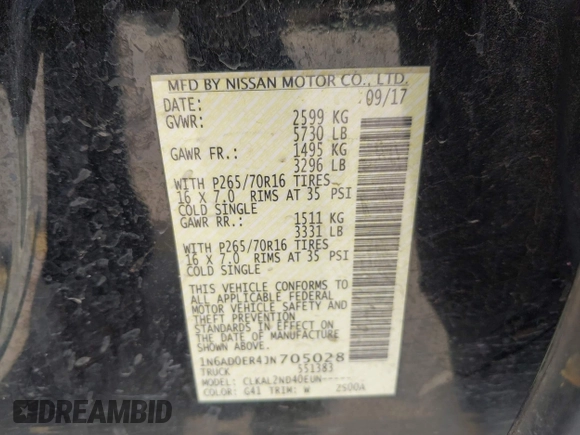 MFD BY NISSAN MOTOR CO., LTD.
DATE: 09/17
GVWR: 2599 KG
5730 LB
GAWR FR.: 1495 KG
3296 LB
WITH P265/70R16 TIRES
16 X 7.0 RIMS AT 35 PSI
COLD SINGLE
GAWR RR.: 1511 KG
3331 LB
WITH P265/70R16 TIRES
16 X 7.0 RIMS AT 35 PSI
COLD SINGLE
THIS VEHICLE CONFORMS TO
ALL APPLICABLE FEDERAL
MOTOR VEHICLE SAFETY AND
THEFT PREVENTION
STANDARDS IN EFFECT ON
THE DATE OF MANUFACTURE
SHOWN ABOVE.
1N6AD0ER4JN705028
TRUCK 551383
MODEL: CLKAL2ND40EUN-----
COLOR: G41 TRIM: W 2500A
DREAMBID